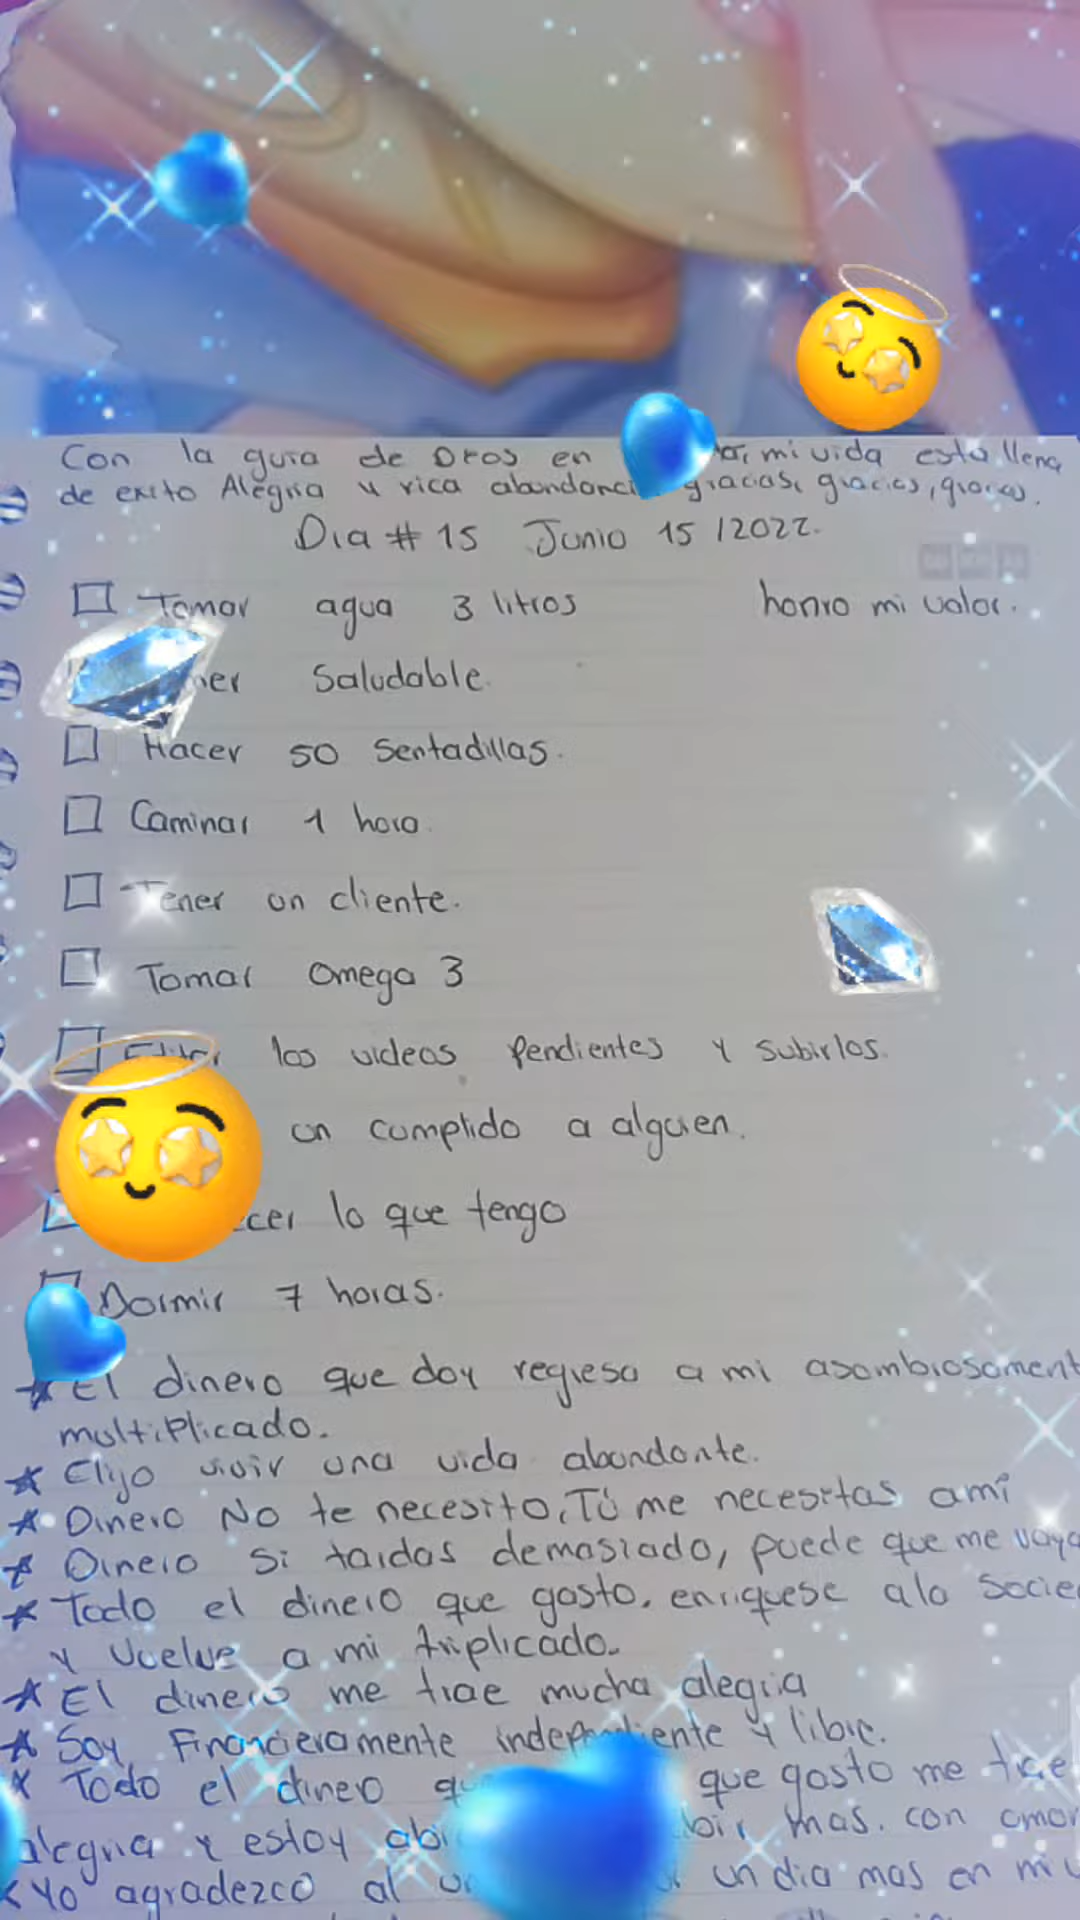 Con la guia de Dios en mi vida esta llena
de exito Alegria y rica abundanci gracias, gracias, gracias.
Dia # 15 Junio 15 / 2022.
Tomar agua 3 litros honro mi valor.
Saludable.
Hacer 50 Sentadillas.
Caminar 1 hora.
Tener un cliente.
Tomar Omega 3
Editar los videos Pendientes y subirlos.
un cumplido a alguien.
lo que tengo
Dormir 7 horas.
El dinero que doy regresa a mi asombrosament
multiplicado.
Elijo vivir una vida abundante.
Dinero No te necesito, Tú me necesitas amí
Dinero Si tardas demasiado, puede que me vaya
Todo el dinero que gasto. enriquese ala Socie
y Vuelve a mi triplicado.
El dinero me trae mucha alegria
Soy Financieramente independiente y libre.
Todo el dinero que gasto me trae
alegria y estoy mas. con amor
Yo agradezco al un dia mas en mi